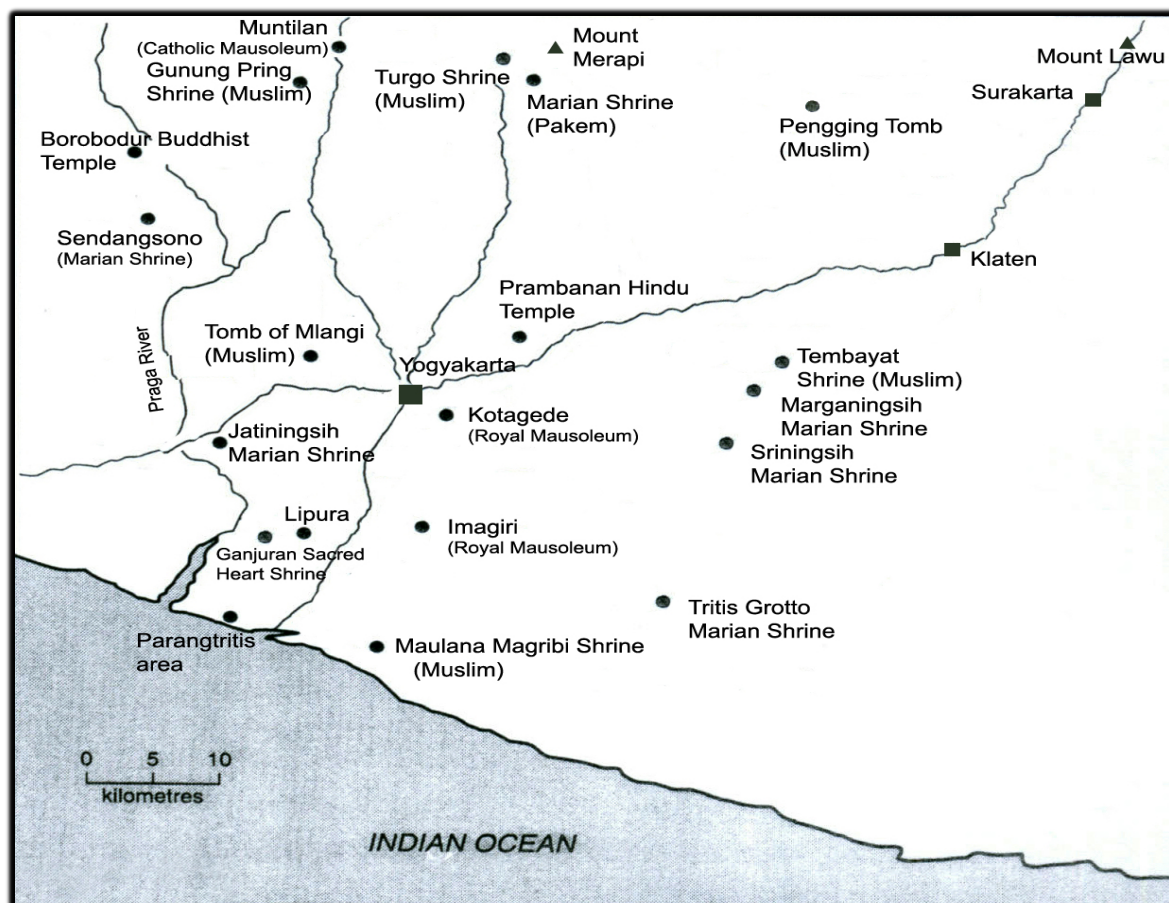 Muntilan
(Catholic Mausoleum)
Gunung Pring
Shrine (Muslim)
Turgo Shrine
(Muslim)
Mount
Merapi
Marian Shrine
(Pakem)
Mount Lawu
Surakarta
Pengging Tomb
(Muslim)
Borobodur Buddhist
Temple
Sendangsono
(Marian Shrine)
Klaten
Prambanan Hindu
Temple
Praga River
Tomb of Mlangi
(Muslim)
Yogyakarta
Tembayat
Shrine (Muslim)
Marganingsih
Marian Shrine
Sriningsih
Marian Shrine
Kotagede
(Royal Mausoleum)
Jatiningsih
Marian Shrine
Lipura
Ganjuran Sacred
Heart Shrine
Imagiri
(Royal Mausoleum)
Tritis Grotto
Marian Shrine
Parangtritis
area
Maulana Magribi Shrine
(Muslim)
0 5 10
kilometres
INDIAN OCEAN